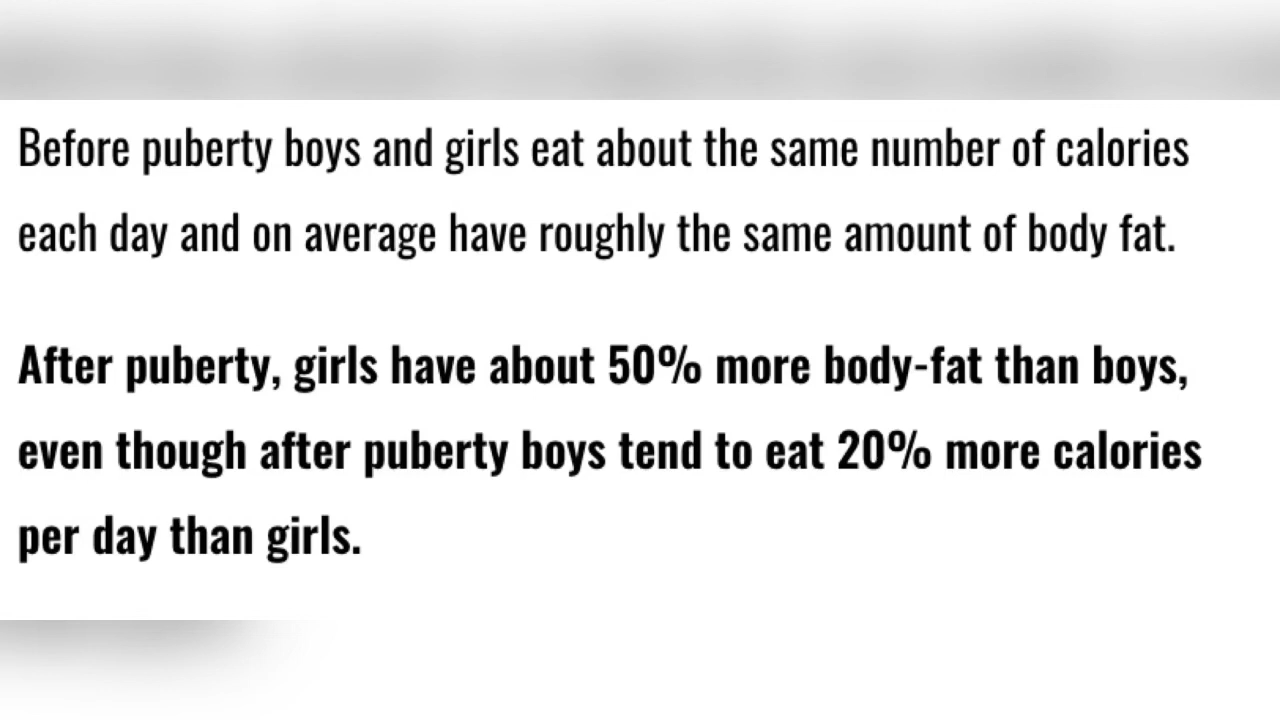 Before puberty boys and girls eat about the same number of calories
each day and on average have roughly the same amount of body fat.
After puberty, girls have about 50% more body-fat than boys,
even though after puberty boys tend to eat 20% more calories
per day than girls.